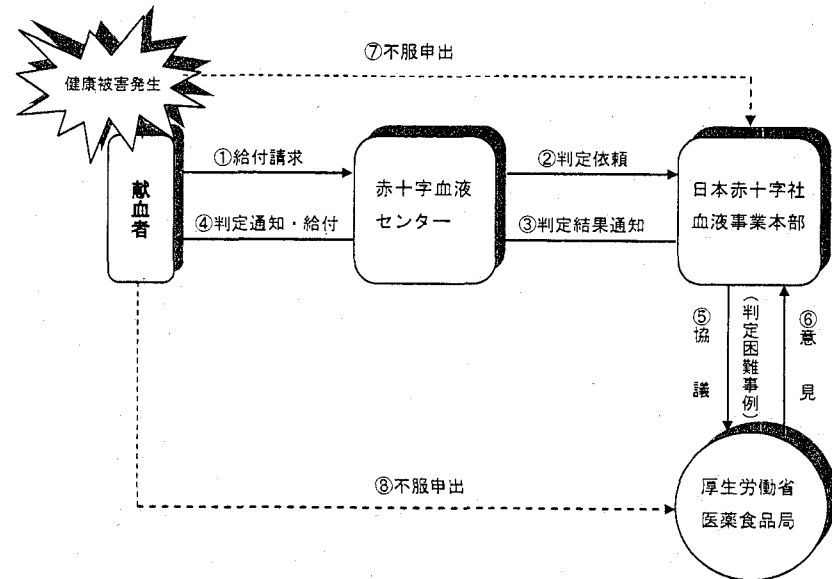 ⑦不服申出
健康被害発生
献血者
①給付請求
④判定通知・給付
赤十字血液
センター
②判定依頼
③判定結果通知
日本赤十字社
血液事業本部
⑤協議
(判定困難事例)
⑥意見
⑧不服申出
厚生労働省
医薬食品局